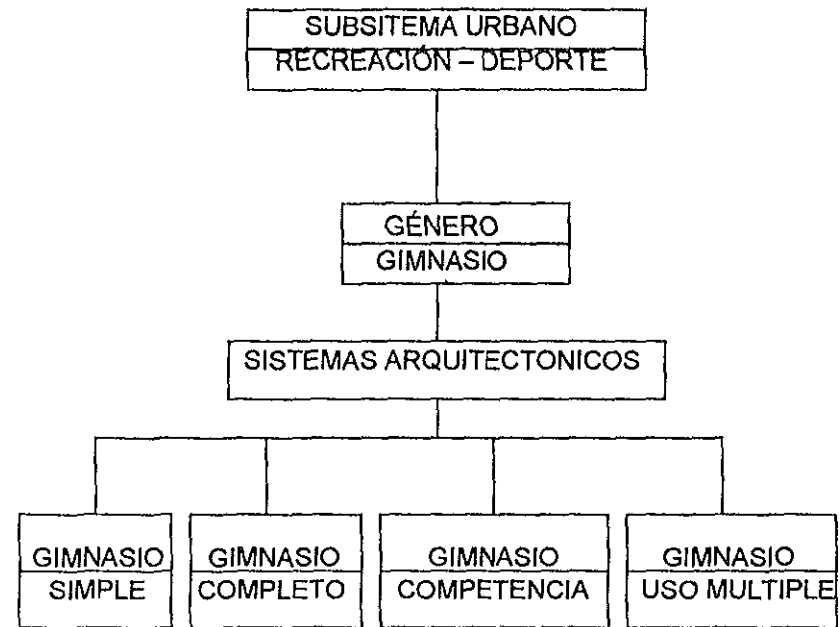 SUBSITEMA URBANO
RECREACIÓN – DEPORTE
GÉNERO
GIMNASIO
SISTEMAS ARQUITECTONICOS
GIMNASIO
SIMPLE
GIMNASIO
COMPLETO
GIMNASIO
COMPETENCIA
GIMNASIO
USO MULTIPLE